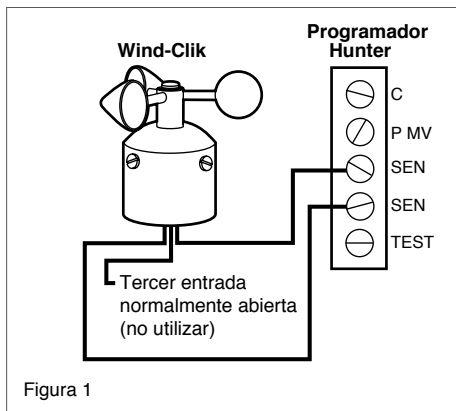 Wind-Clik
Programador
Hunter
C
P MV
SEN
SEN
TEST
Tercer entrada
normalmente abierta
(no utilizar)
Figura 1